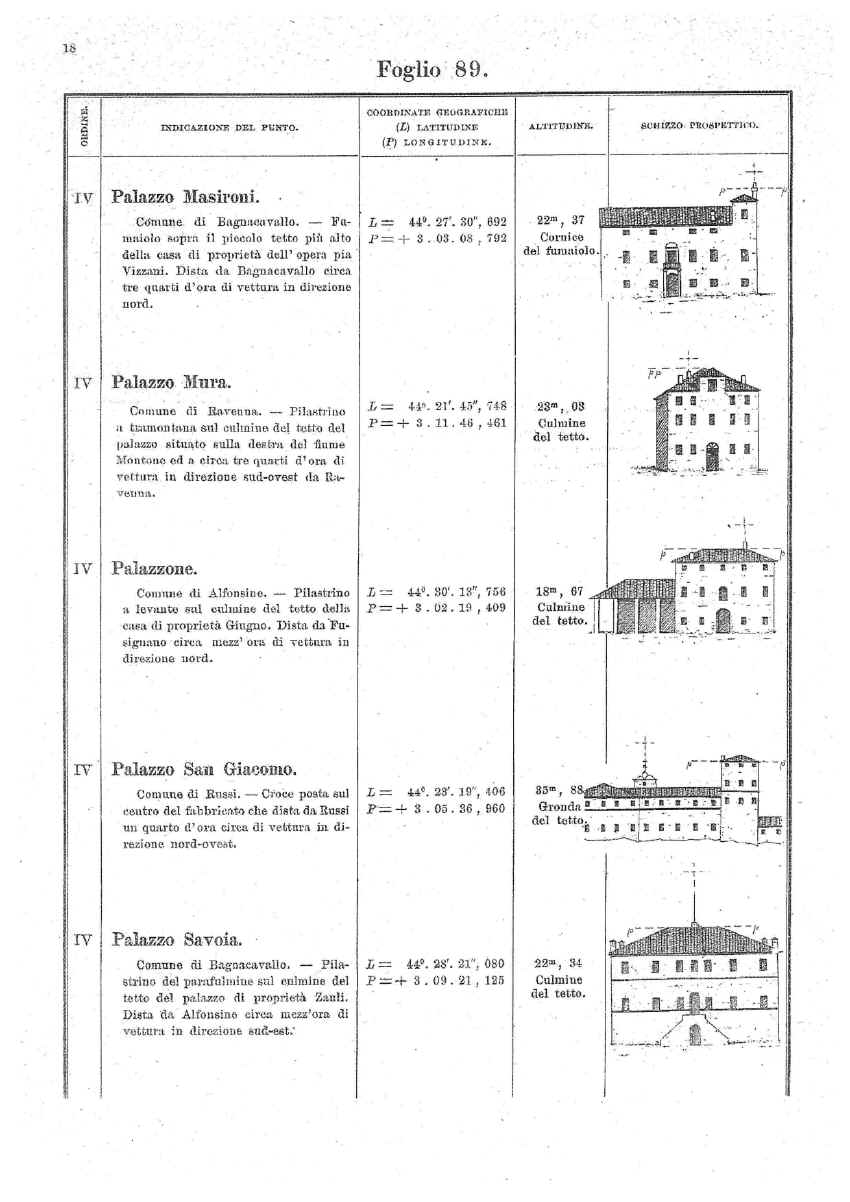 18
Foglio 89.
ORDINE.
INDICAZIONE DEL PUNTO.
COORDINATE GEOGRAFICHE
(L) LATITUDINE
(P) LONGITUDINE.
ALTITUDINE.
SCHIZZO PROSPETTICO.
IV
Palazzo Masironi.
Comune di Bagnacavallo. — Fu-
maiolo sopra il piccolo tetto più alto
della casa di proprietà dell' opera pia
Vizzani. Dista da Bagnacavallo circa
tre quarti d'ora di vettura in direzione
nord.
L = 44°. 27'. 30", 692
P = + 3 . 03 . 08 , 792
22m, 37
Cornice
del fumaiolo.
P P
IV
Palazzo Mura.
Comune di Ravenna. — Pilastrino
a tramontana sul culmine del tetto del
palazzo situato sulla destra del fiume
Montone ed a circa tre quarti d'ora di
vettura in direzione sud-ovest da Ra-
venna.
L = 44°. 21'. 45", 748
P = + 3 . 11 . 46 , 461
23m, 03
Culmine
del tetto.
P P
IV
Palazzone.
Comune di Alfonsine. — Pilastrino
a levante sul culmine del tetto della
casa di proprietà Giugno. Dista da Fu-
signano circa mezz' ora di vettura in
direzione nord.
L = 44°. 30'. 13", 756
P = + 3 . 02 . 19 , 409
18m, 67
Culmine
del tetto.
P P
IV
Palazzo San Giacomo.
Comune di Russi. — Croce posta sul
centro del fabbricato che dista da Russi
un quarto d'ora circa di vettura in di-
rezione nord-ovest.
L = 44°. 23'. 19", 406
P = + 3 . 05 . 36 , 960
35m, 88
Gronda
del tetto.
P P
IV
Palazzo Savoia.
Comune di Bagnacavallo. — Pila-
strino del parafulmine sul culmine del
tetto del palazzo di proprietà Zauli.
Dista da Alfonsine circa mezz'ora di
vettura in direzione sud-est.
L = 44°. 28'. 21", 080
P = + 3 . 09 . 21 , 125
22m, 34
Culmine
del tetto.
P P